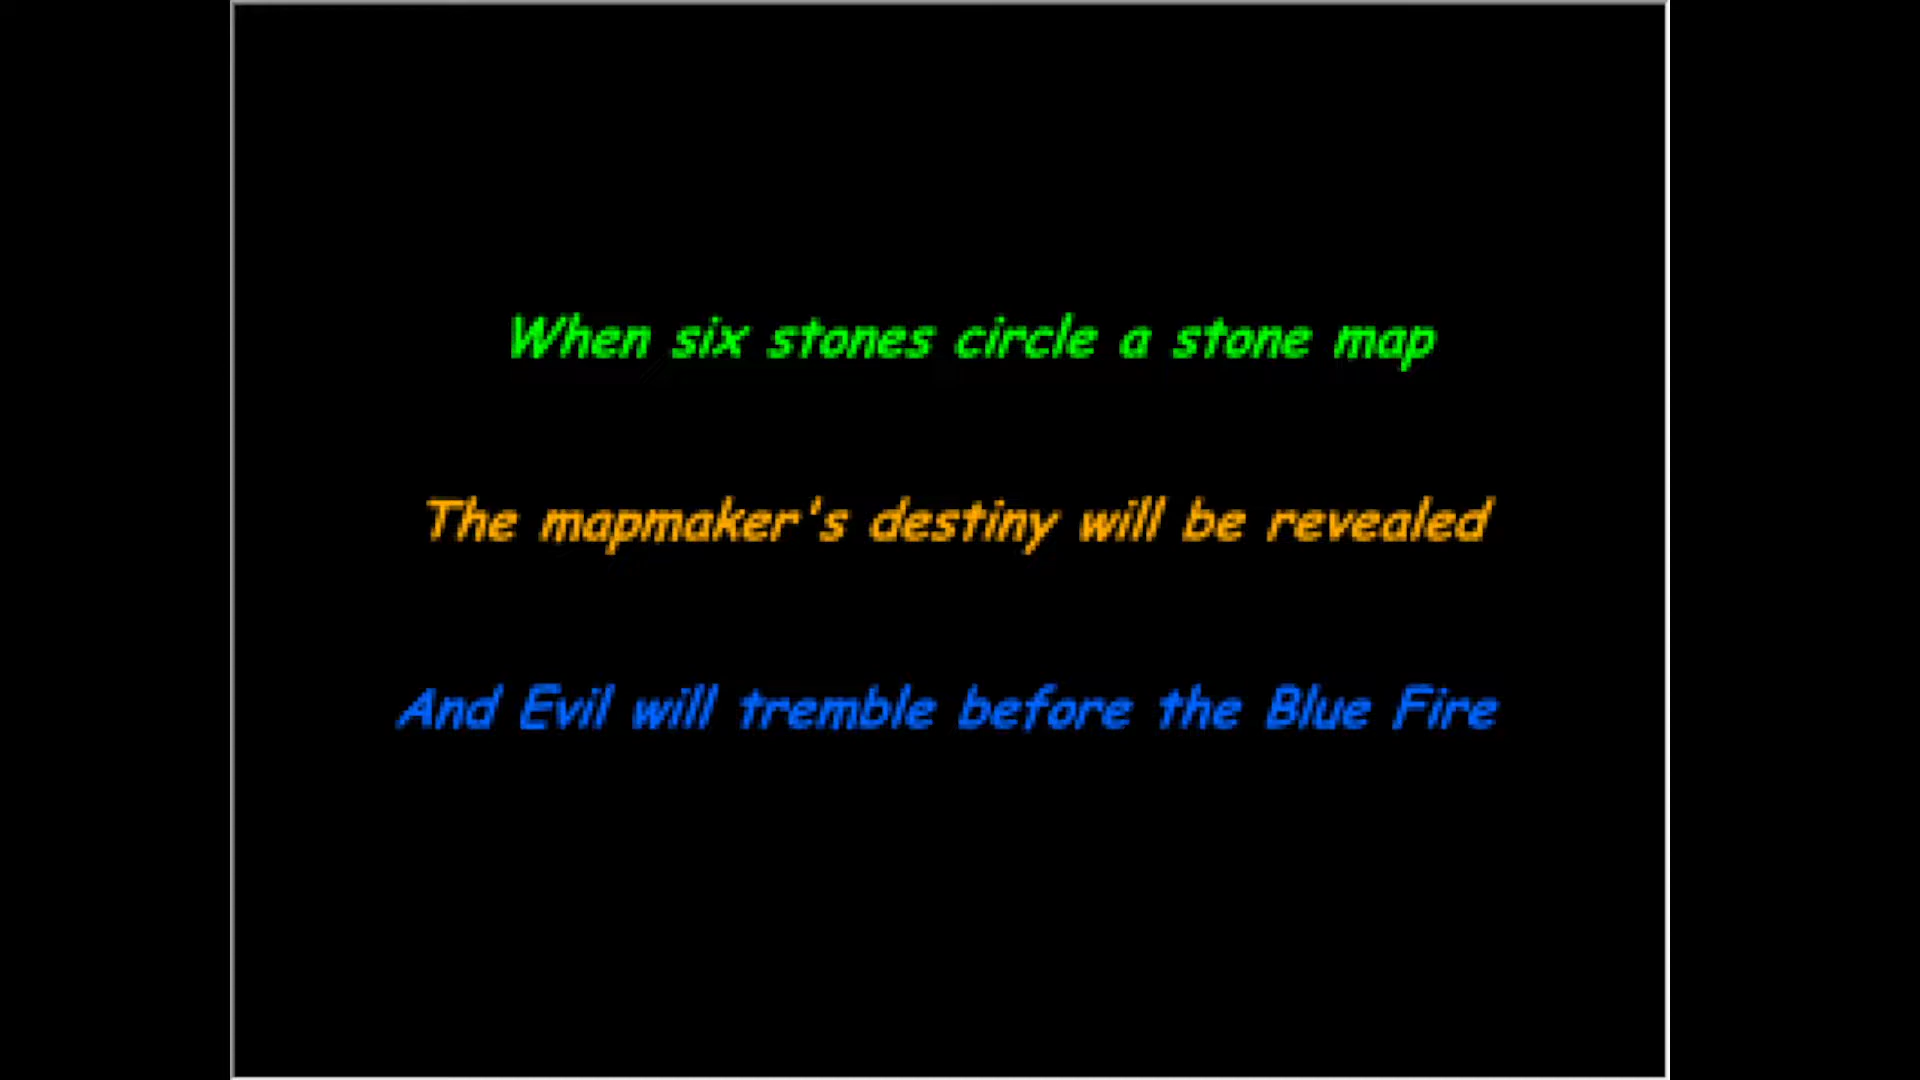 When six stones circle a stone map
The mapmaker's destiny will be revealed
And Evil will tremble before the Blue Fire